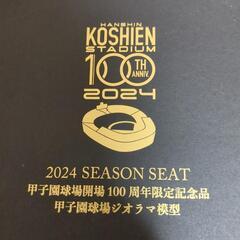 HANSHIN
KOSHIEN
STADIUM
100TH
ANNIV.
2024
2024 SEASON SEAT
甲子園球場開場100周年限定記念品
甲子園球場ジオラマ模型